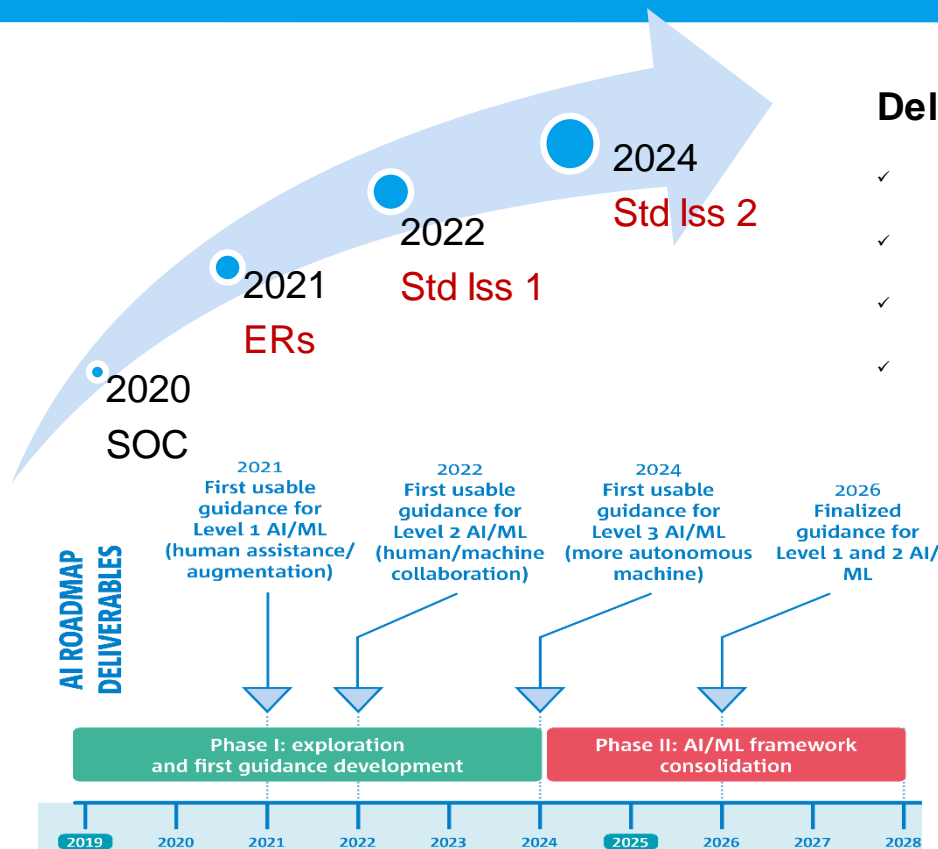 Del
✓
✓
✓
✓
2024
Std Iss 2
2022
Std Iss 1
2021
ERs
2020
SOC
AI ROADMAP
DELIVERABLES
2021
First usable
guidance for
Level 1 AI/ML
(human assistance/
augmentation)
2022
First usable
guidance for
Level 2 AI/ML
(human/machine
collaboration)
2024
First usable
guidance for
Level 3 AI/ML
(more autonomous
machine)
2026
Finalized
guidance for
Level 1 and 2 AI/
ML
Phase I: exploration
and first guidance development
Phase II: AI/ML framework
consolidation
2019 2020 2021 2022 2023 2024 2025 2026 2027 2028